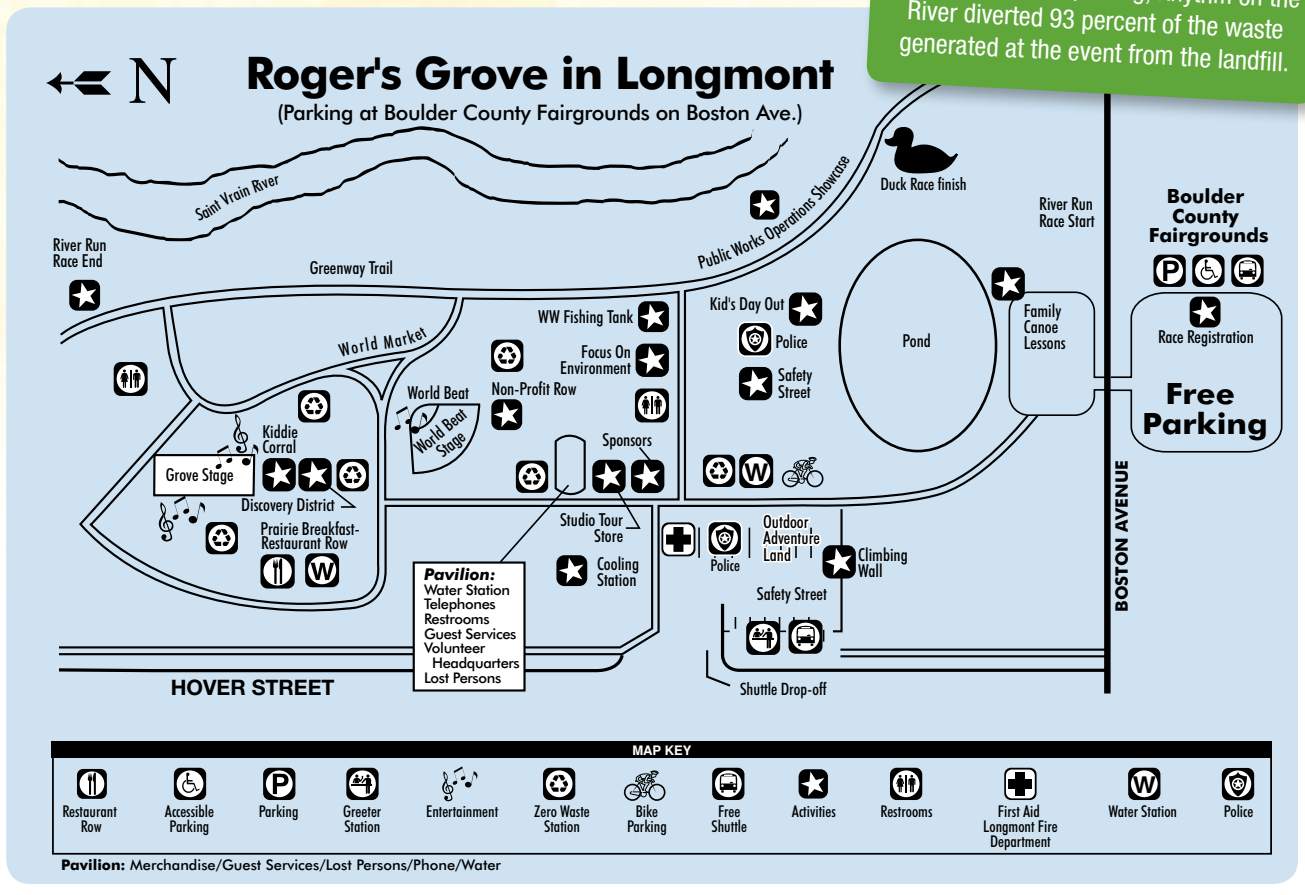 River diverted 93 percent of the waste
generated at the event from the landfill.
N
Roger's Grove in Longmont
(Parking at Boulder County Fairgrounds on Boston Ave.)
Saint Vrain River
Public Works Operations Showcase
Duck Race finish
River Run
Race Start
Boulder
County
Fairgrounds
P
River Run
Race End
Greenway Trail
World Market
WW Fishing Tank
Focus On
Environment
Kid's Day Out
Police
Safety
Street
Pond
Family
Canoe
Lessons
Race Registration
Free
Parking
World Beat
World Beat
Stage
Non-Profit Row
Sponsors
Kiddie
Corral
Grove Stage
Discovery District
Prairie Breakfast-
Restaurant Row
W
W
Studio Tour
Store
Cooling
Station
Police
Outdoor
Adventure
Land
Climbing
Wall
Safety Street
BOSTON AVENUE
Pavilion:
Water Station
Telephones
Restrooms
Guest Services
Volunteer
Headquarters
Lost Persons
HOVER STREET
Shuttle Drop-off
MAP KEY
P
W
Restaurant
Row
Accessible
Parking
Parking
Greeter
Station
Entertainment
Zero Waste
Station
Bike
Parking
Free
Shuttle
Activities
Restrooms
First Aid
Longmont Fire
Department
Water Station
Police
Pavilion: Merchandise/Guest Services/Lost Persons/Phone/Water